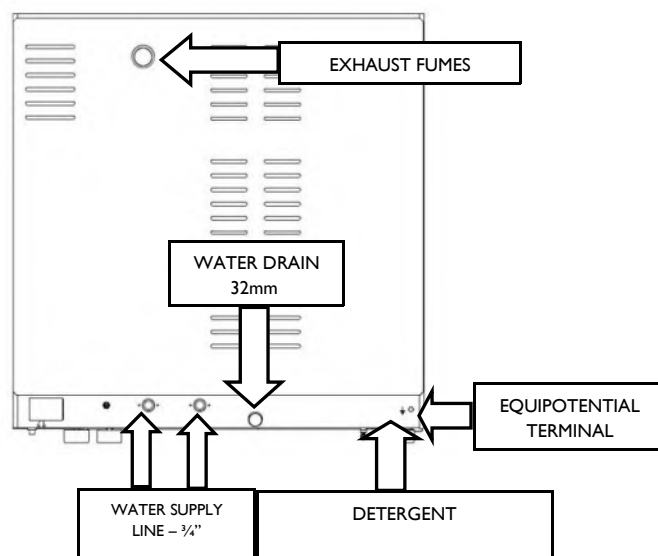 EXHAUST FUMES
WATER DRAIN
32mm
EQUIPOTENTIAL
TERMINAL
WATER SUPPLY
LINE – ¾”
DETERGENT